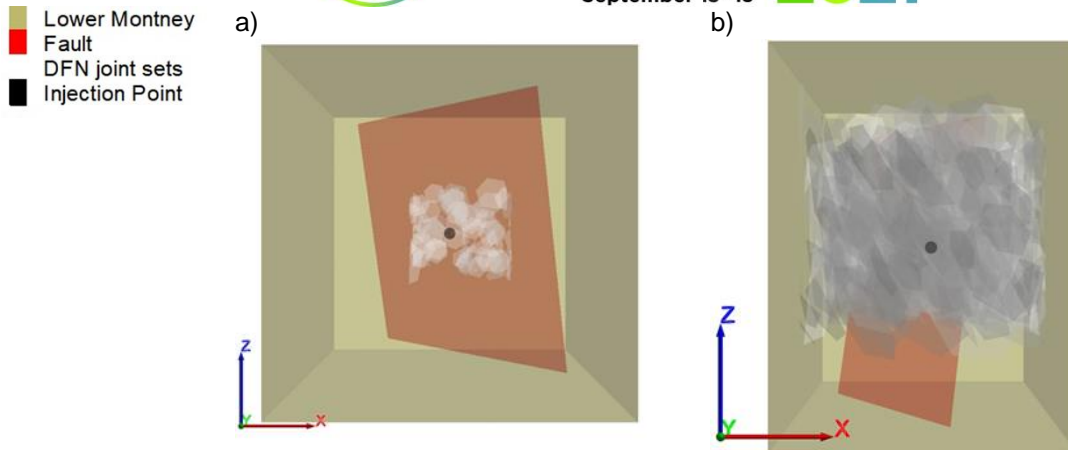 Lower Montney
Fault
DFN joint sets
Injection Point
a)
b)
Z
Y
X
Z
Y
X